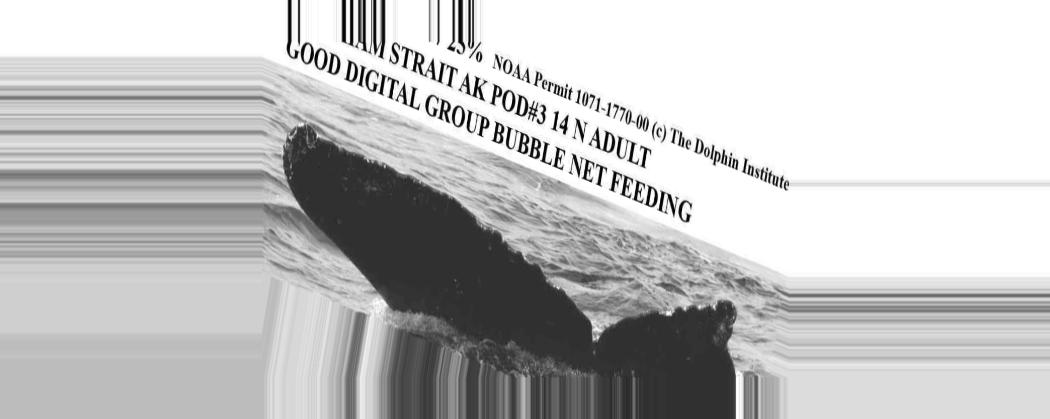 25% NOAA Permit 1071-1770-00 (c) The Dolphin Institute
STRAIT AK POD#3 14 N ADULT
GOOD DIGITAL GROUP BUBBLE NET FEEDING